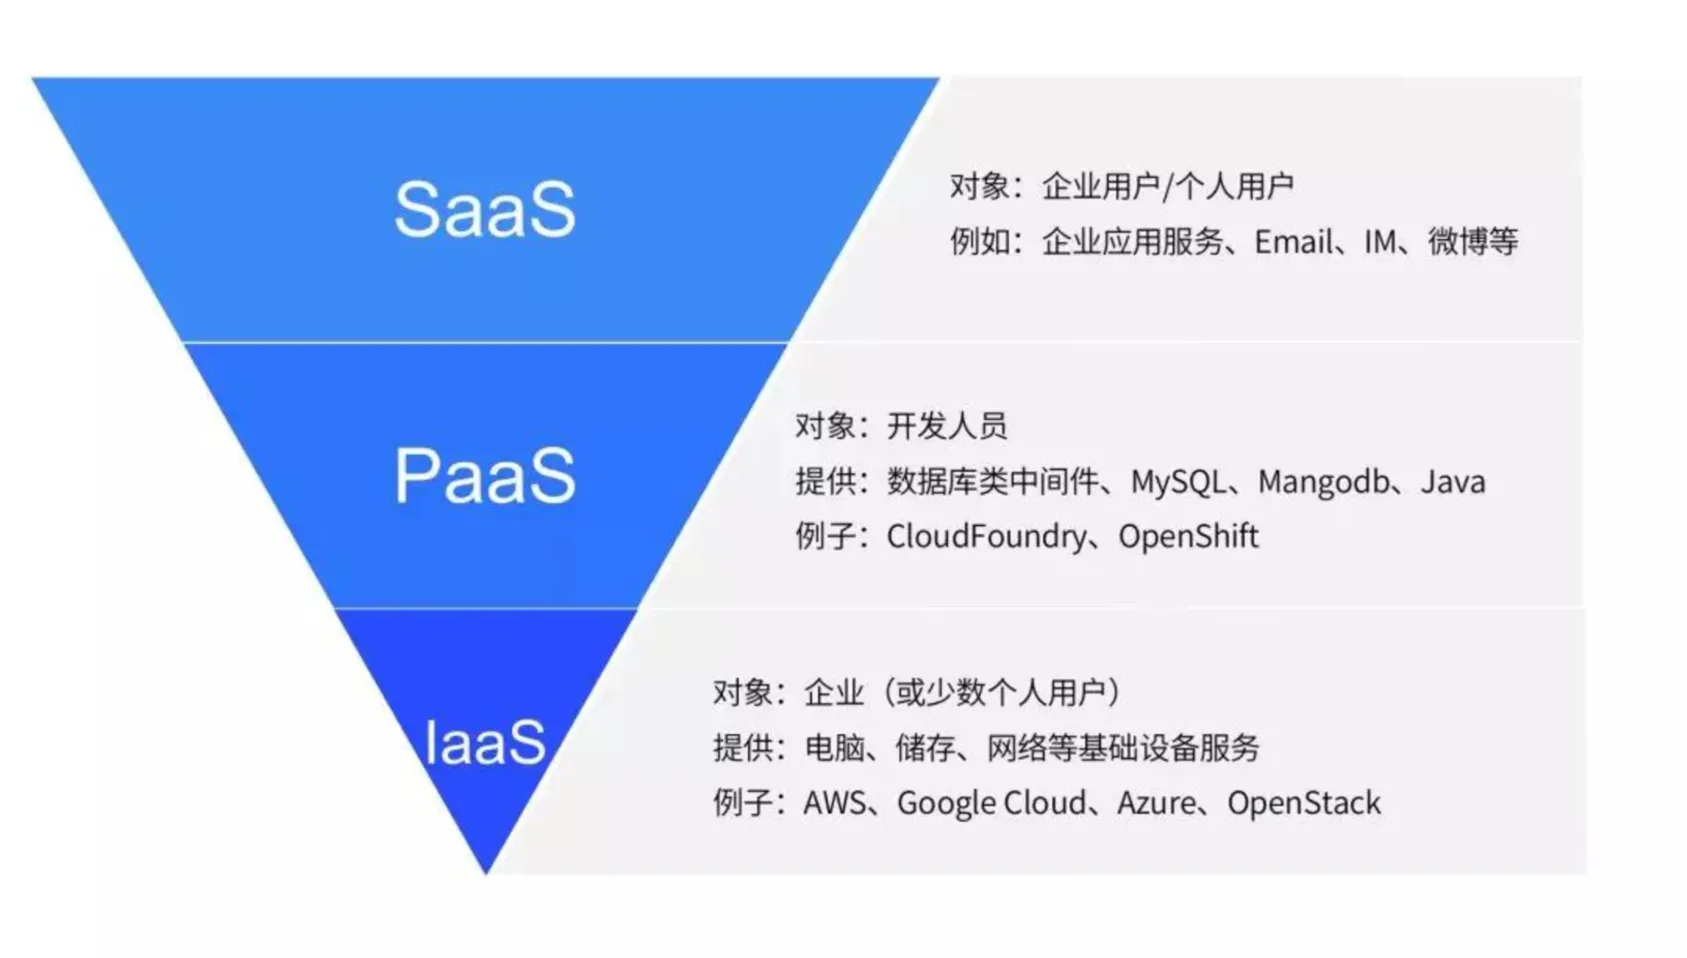 SaaS
对象：企业用户/个人用户
例如：企业应用服务、Email、IM、微博等
PaaS
对象：开发人员
提供：数据库类中间件、MySQL、Mangodb、Java
例子：CloudFoundry、OpenShift
IaaS
对象：企业（或少数个人用户）
提供：电脑、储存、网络等基础设备服务
例子：AWS、Google Cloud、Azure、OpenStack